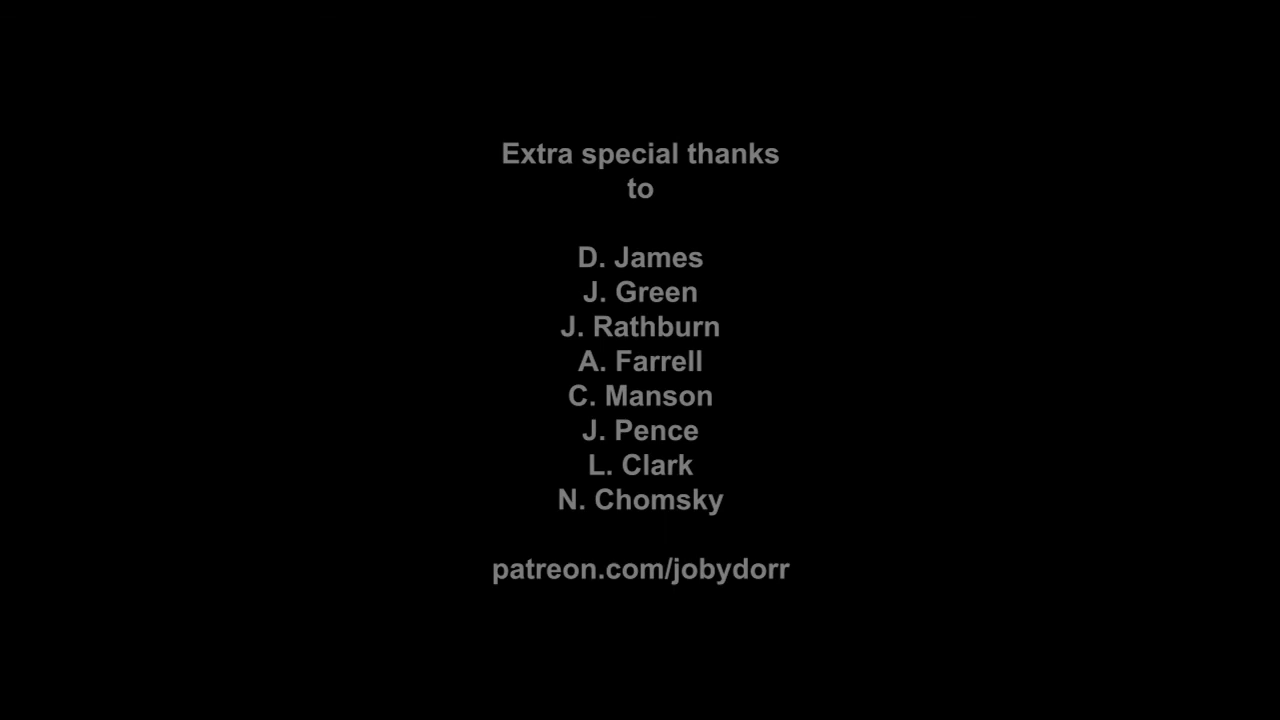 Extra special thanks
to
D. James
J. Green
J. Rathburn
A. Farrell
C. Manson
J. Pence
L. Clark
N. Chomsky
patreon.com/jobydorr